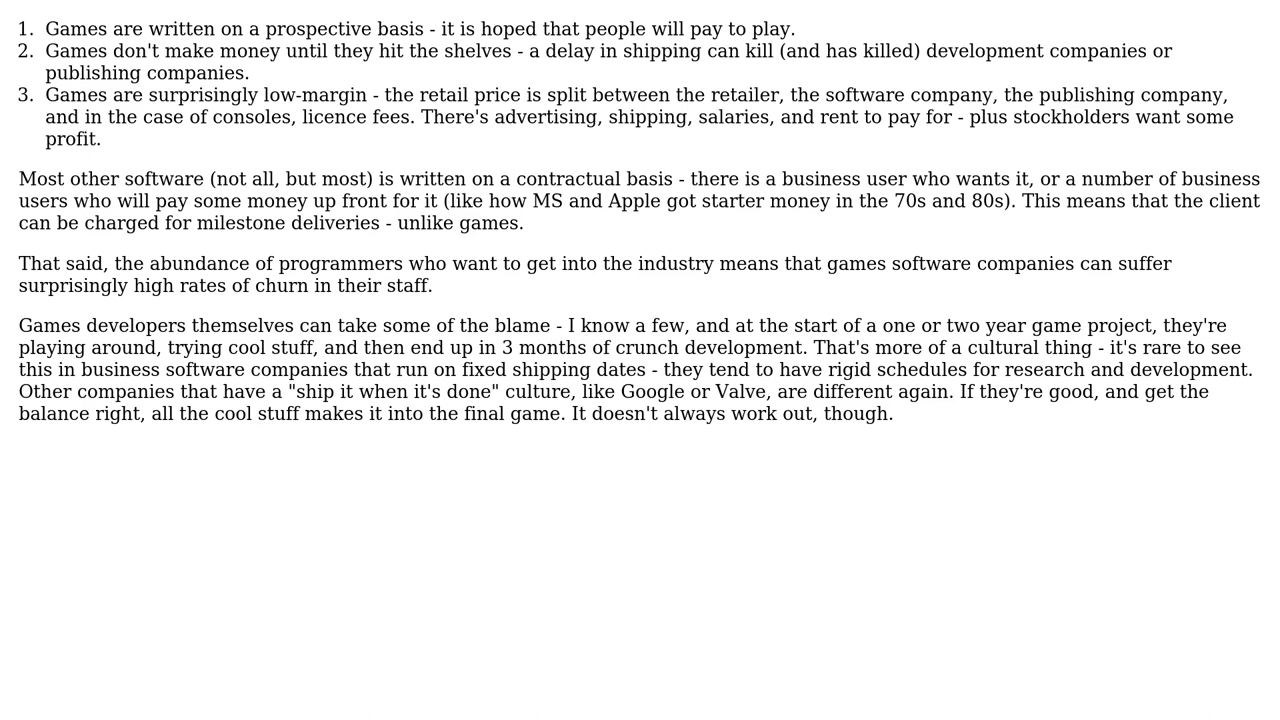 1. Games are written on a prospective basis - it is hoped that people will pay to play.
2. Games don't make money until they hit the shelves - a delay in shipping can kill (and has killed) development companies or
publishing companies.
3. Games are surprisingly low-margin - the retail price is split between the retailer, the software company, the publishing company,
and in the case of consoles, licence fees. There's advertising, shipping, salaries, and rent to pay for - plus stockholders want some
profit.
Most other software (not all, but most) is written on a contractual basis - there is a business user who wants it, or a number of business
users who will pay some money up front for it (like how MS and Apple got starter money in the 70s and 80s). This means that the client
can be charged for milestone deliveries - unlike games.
That said, the abundance of programmers who want to get into the industry means that games software companies can suffer
surprisingly high rates of churn in their staff.
Games developers themselves can take some of the blame - I know a few, and at the start of a one or two year game project, they're
playing around, trying cool stuff, and then end up in 3 months of crunch development. That's more of a cultural thing - it's rare to see
this in business software companies that run on fixed shipping dates - they tend to have rigid schedules for research and development.
Other companies that have a "ship it when it's done" culture, like Google or Valve, are different again. If they're good, and get the
balance right, all the cool stuff makes it into the final game. It doesn't always work out, though.